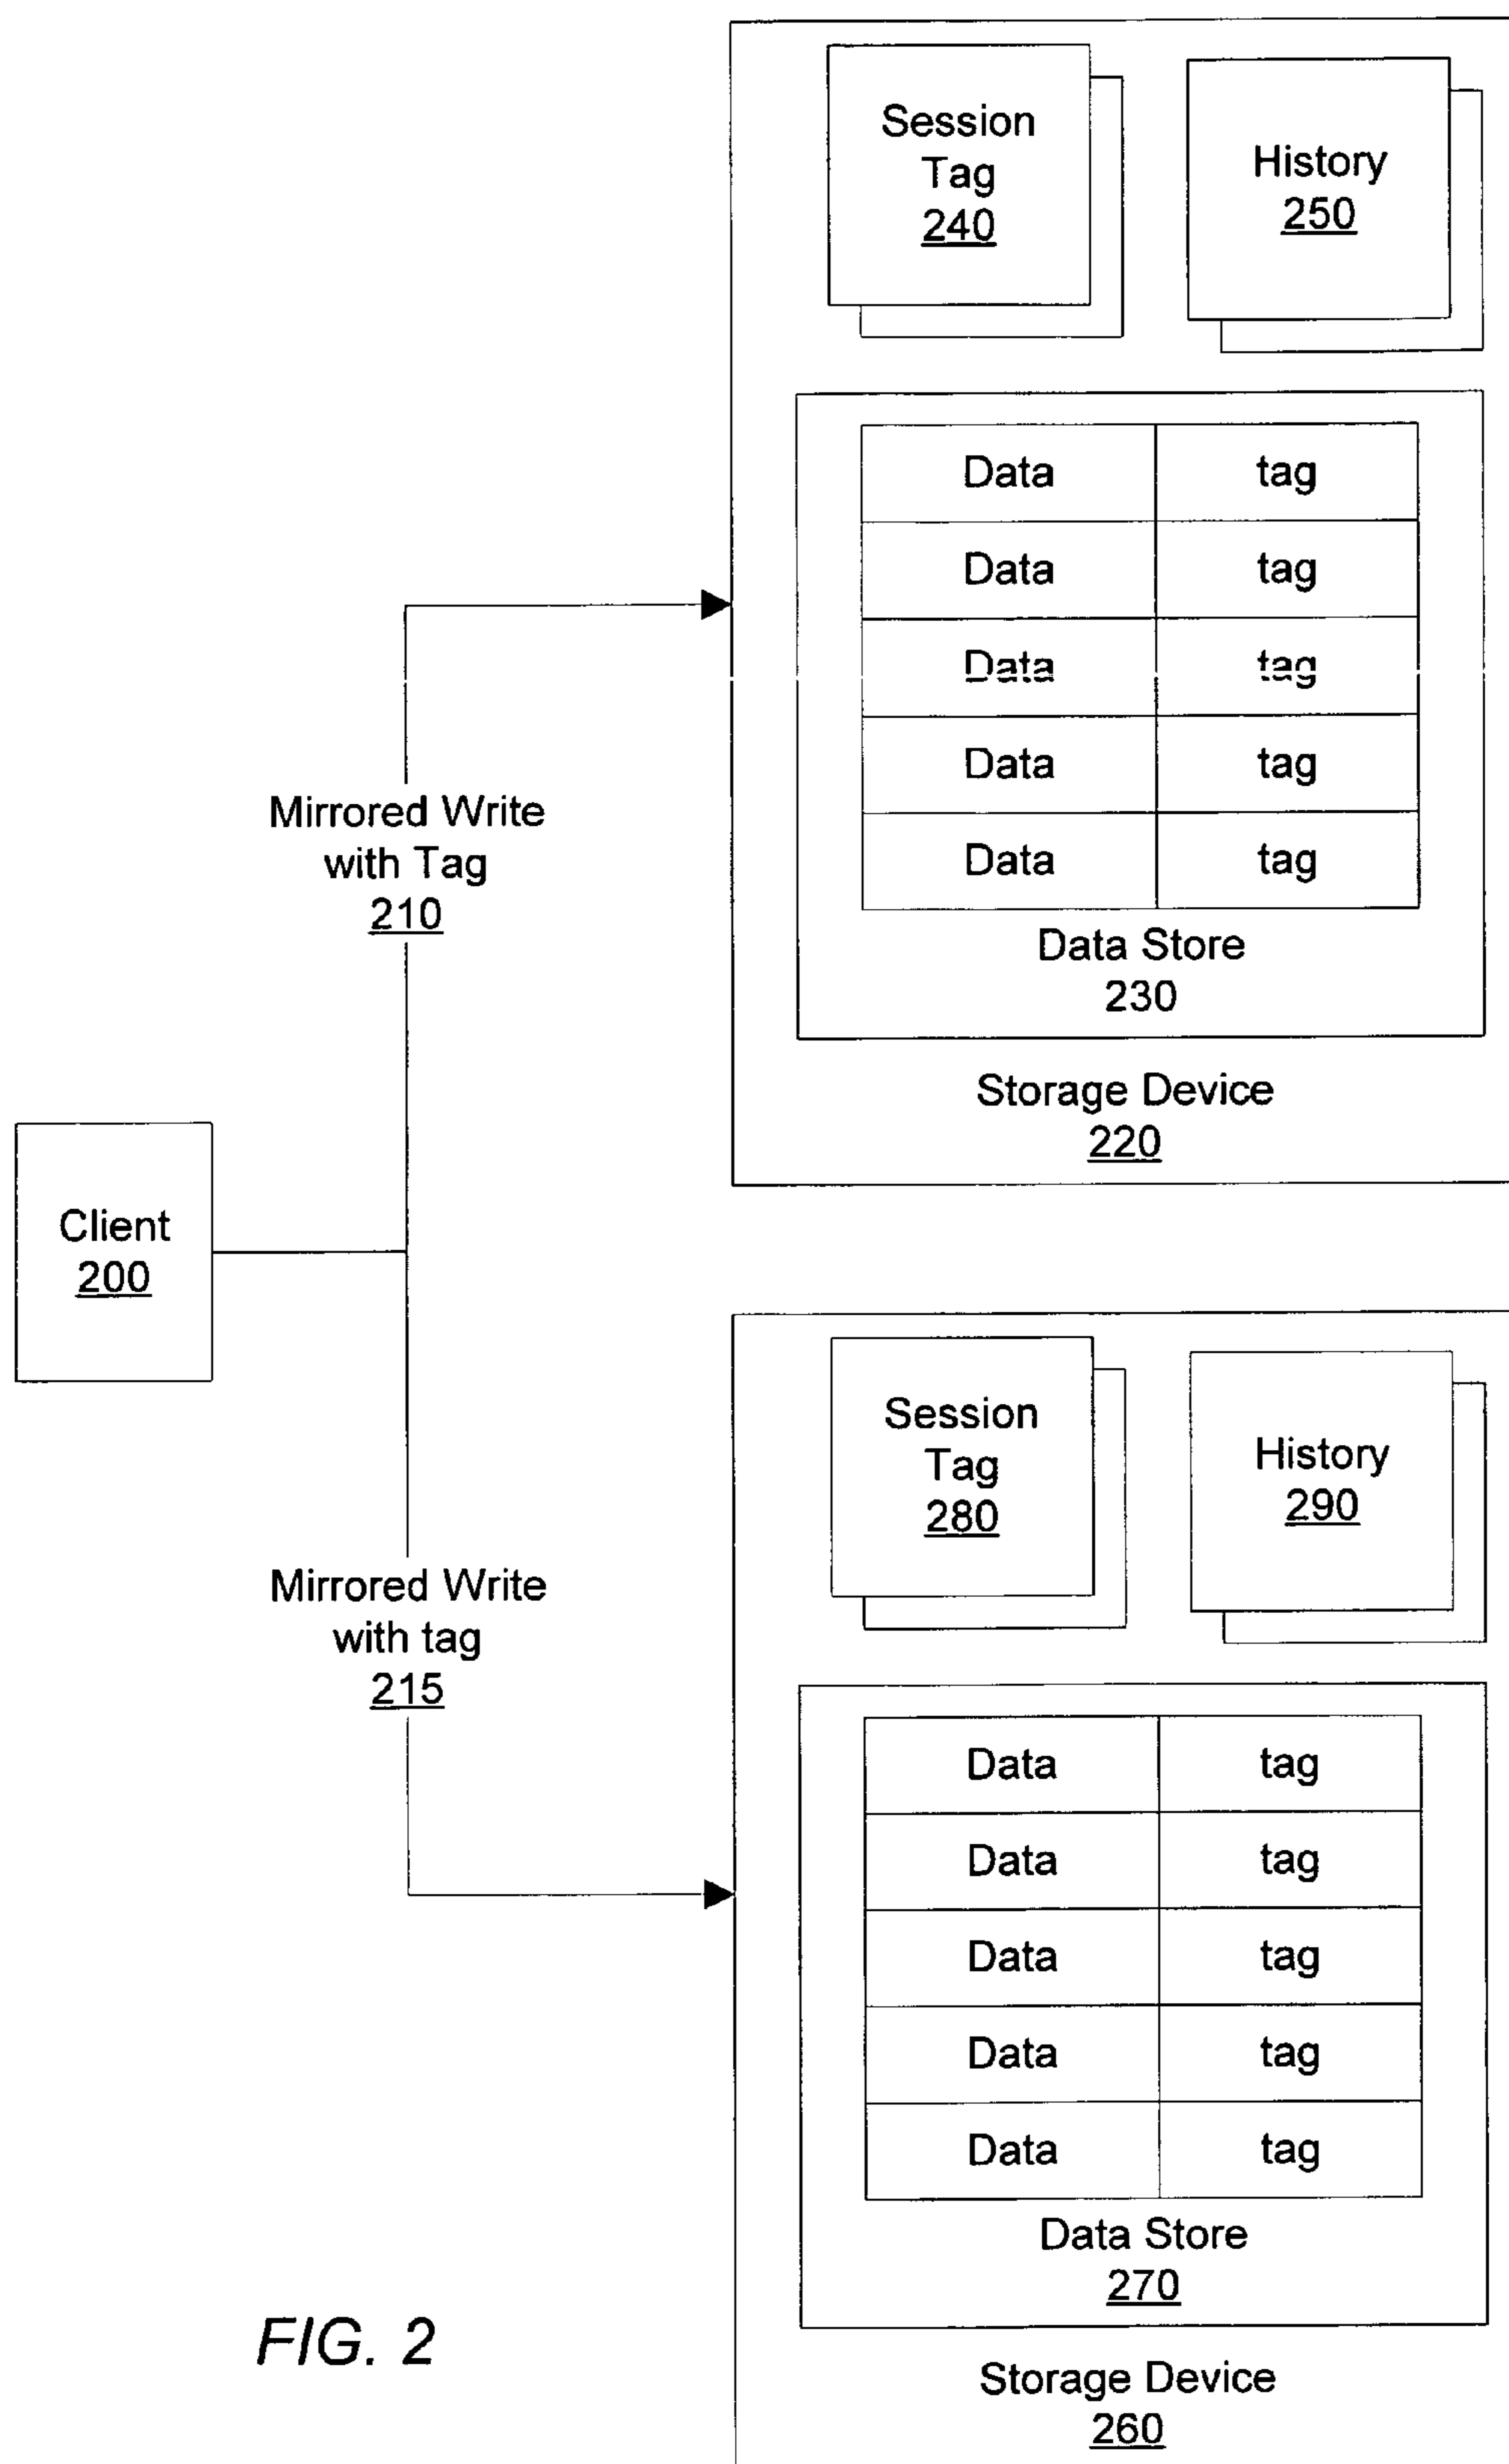 Session
Tag
240
History
250
Data tag
Data tag
Data tag
Data tag
Data tag
Data Store
230
Storage Device
220
Mirrored Write
with Tag
210
Client
200
Mirrored Write
with tag
215
Session
Tag
280
History
290
Data tag
Data tag
Data tag
Data tag
Data tag
Data Store
270
Storage Device
260
FIG. 2